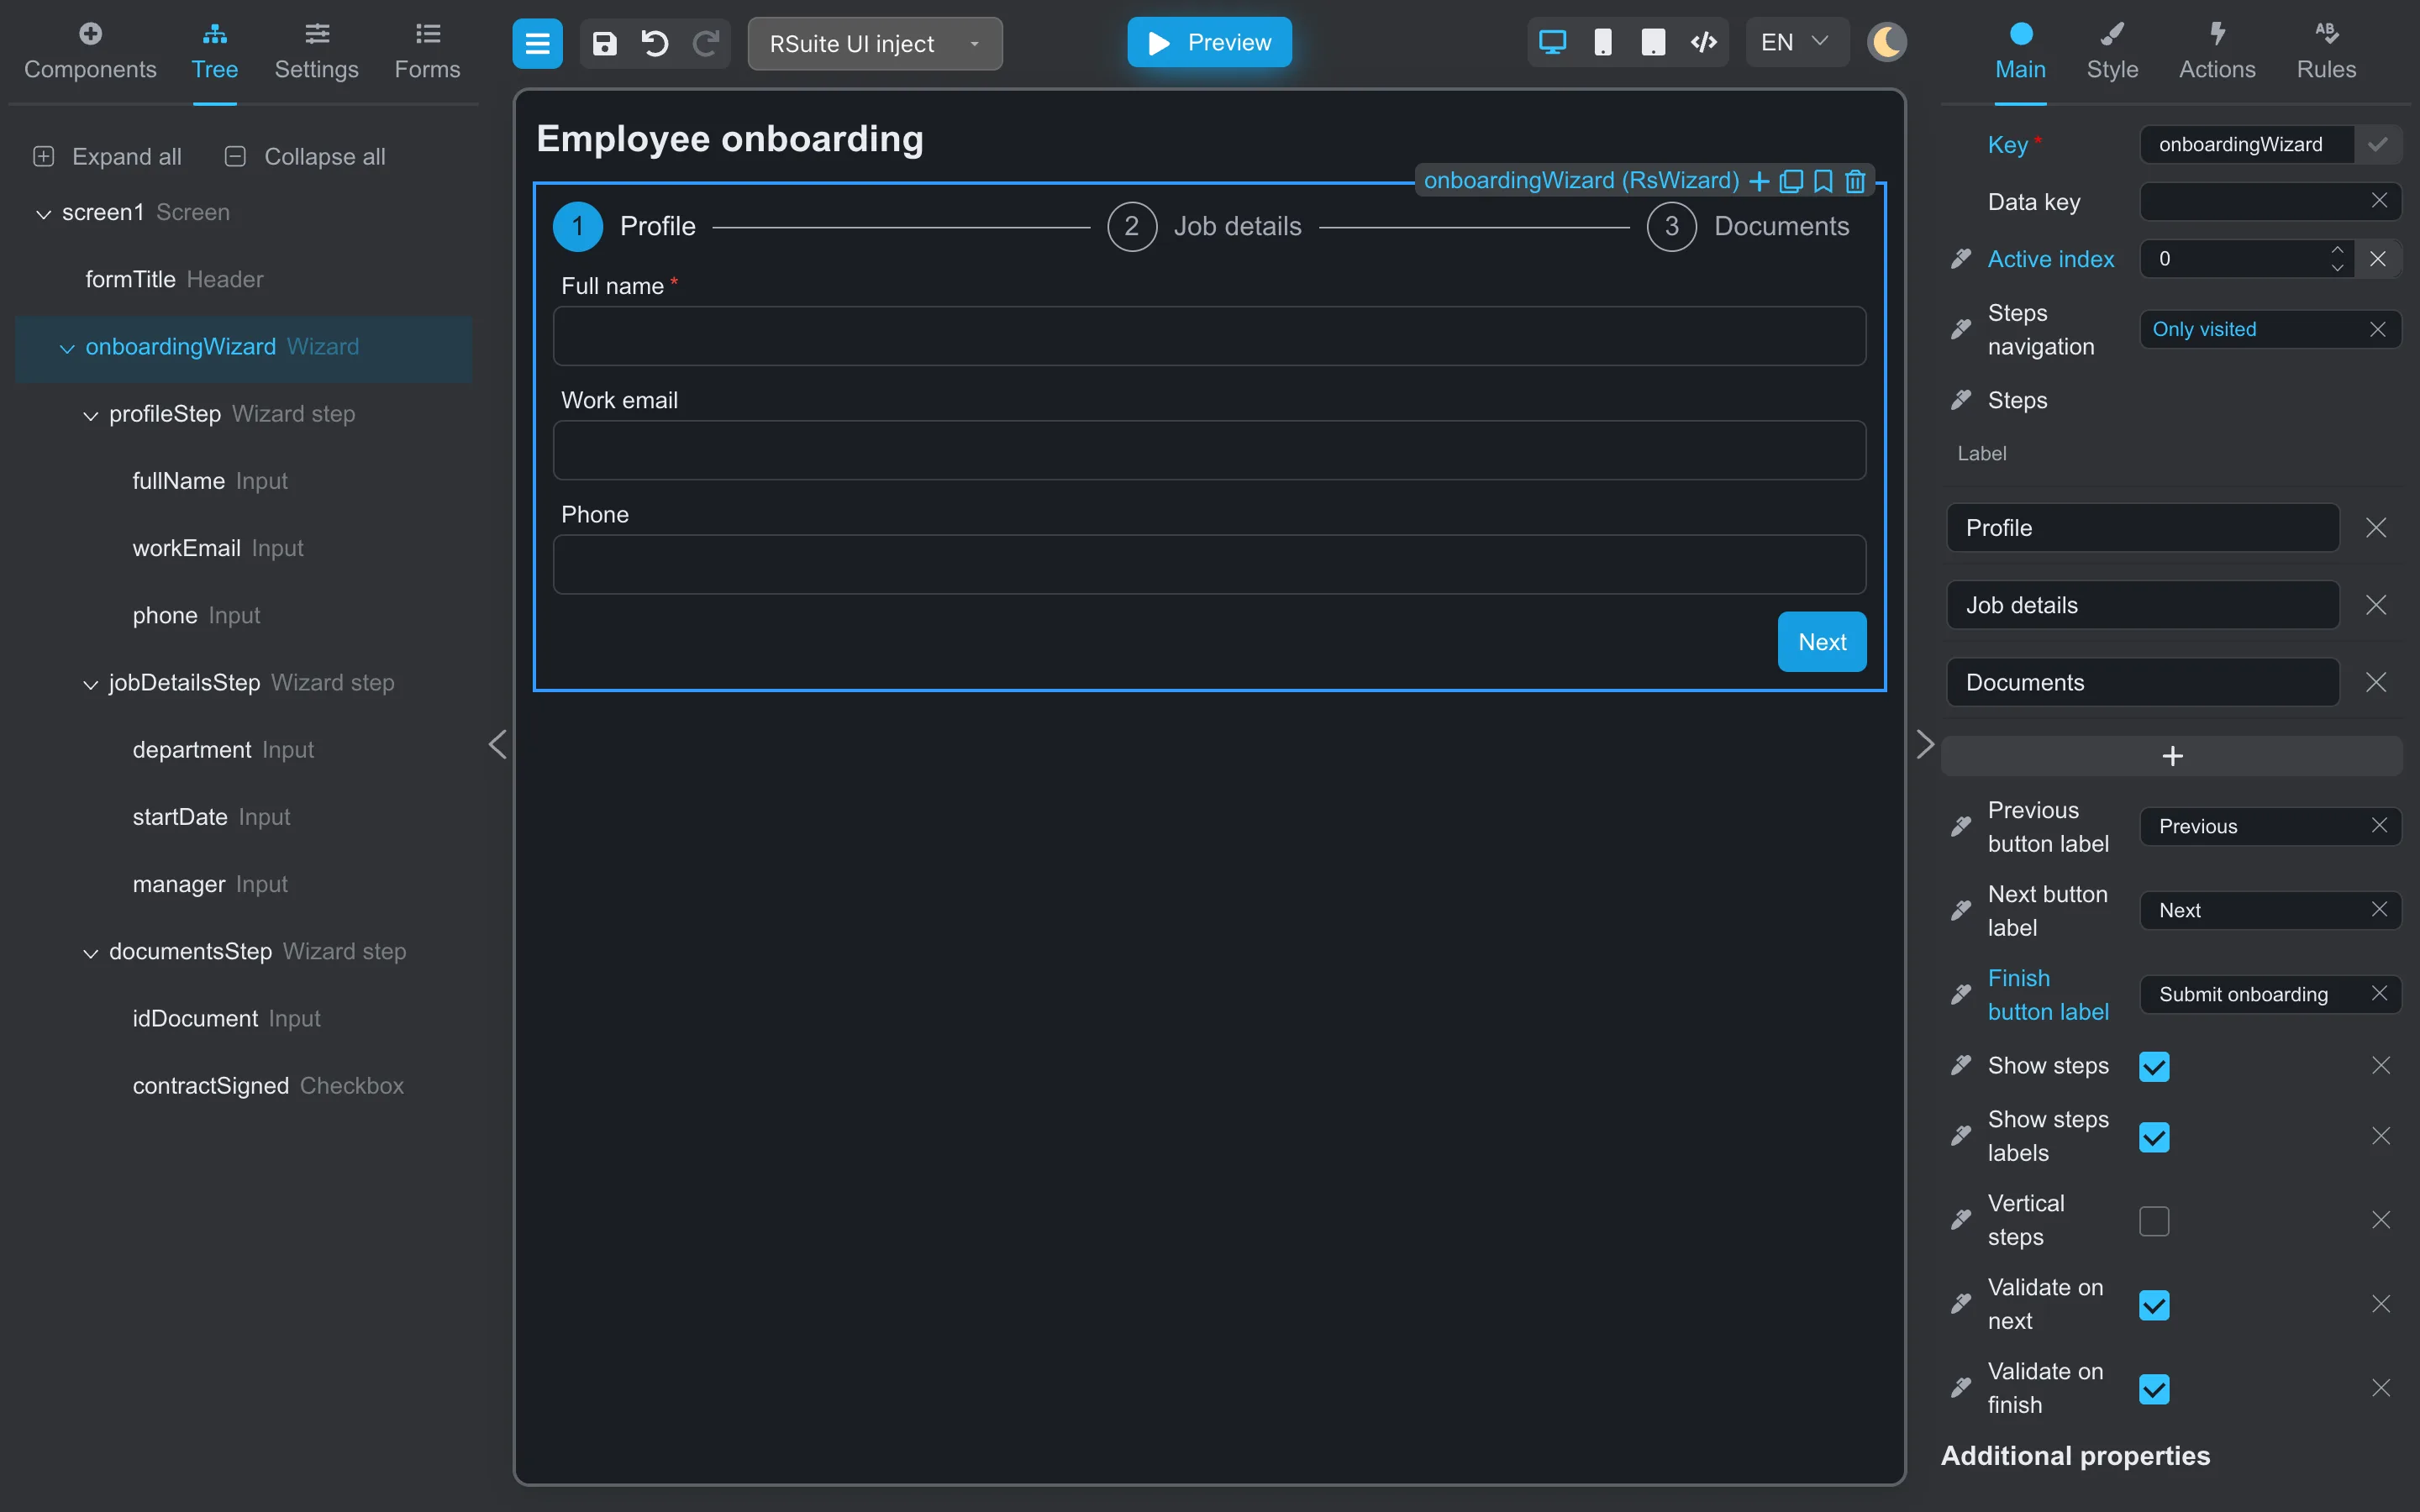 Components
Tree
Settings
Forms
RSuite UI inject
Preview
EN
Main
Style
Actions
AB
Rules
Expand all
Collapse all
screen1 Screen
formTitle Header
onboardingWizard Wizard
profileStep Wizard step
fullName Input
workEmail Input
phone Input
jobDetailsStep Wizard step
department Input
startDate Input
manager Input
documentsStep Wizard step
idDocument Input
contractSigned Checkbox
Employee onboarding
onboardingWizard (RsWizard)
1 Profile
2 Job details
3 Documents
Full name *
Work email
Phone
Next
Key * onboardingWizard
Data key
Active index 0
Steps
navigation
Only visited
Steps
Label
Profile
Job details
Documents
Previous
button label
Previous
Next button
label
Next
Finish
button label
Submit onboarding
Show steps
Show steps
labels
Vertical
steps
Validate on
next
Validate on
finish
Additional properties